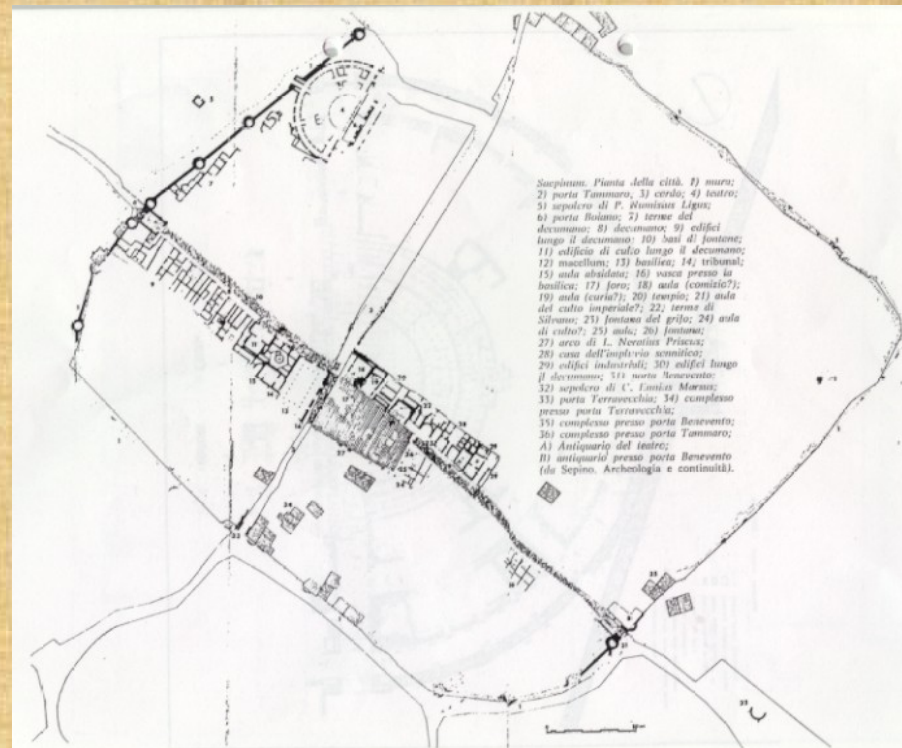 Saepinum. Pianta della città. 1) mura;
2) porta Tammaro, 3) cardo; 4) teatro;
5) sepolcro di P. Numisius Ligus;
6) porta Boiano; 7) terme del
decumano; 8) decumano; 9) edifici
lungo il decumano; 10) basi di fontane;
11) edificio di culto lungo il decumano;
12) macellum; 13) basilica; 14) tribunal;
15) aula absidata; 16) vasca presso la
basilica; 17) foro; 18) aula (comizio?);
19) aula (curia?); 20) tempio; 21) aula
del culto imperiale?; 22) terme di
Silvano; 23) fontana del grifo; 24) aula
di culto?; 25) aula; 26) fontana;
27) arco di L. Neratius Priscus;
28) casa dell'impluvio sannitico;
29) edifici industriali; 30) edifici lungo
il decumano; 31) porta Benevento;
32) sepolcro di C. Ennius Marsus;
33) porta Terravecchia; 34) complesso
presso porta Terravecchia;
35) complesso presso porta Benevento;
36) complesso presso porta Tammaro;
A) Antiquario del teatro;
B) antiquario presso porta Benevento
(da Sepino. Archeologia e continuità).